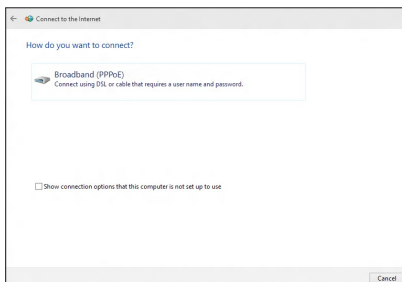 Connect to the Internet
How do you want to connect?
Broadband (PPPoE)
Connect using DSL or cable that requires a user name and password.
Show connection options that this computer is not set up to use
Cancel